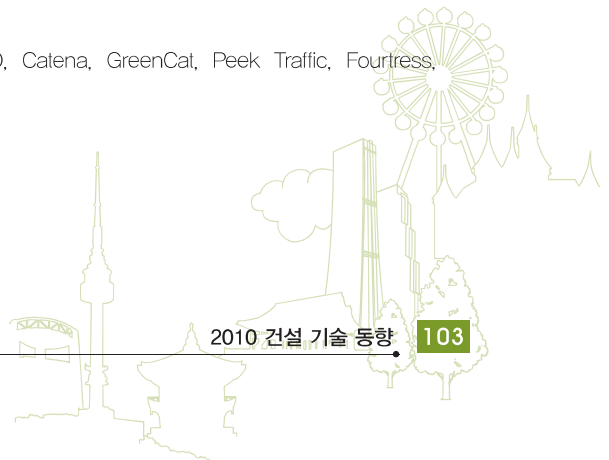 Catena, GreenCat, Peek Traffic, Fourtress,
2010 건설 기술 동향 103